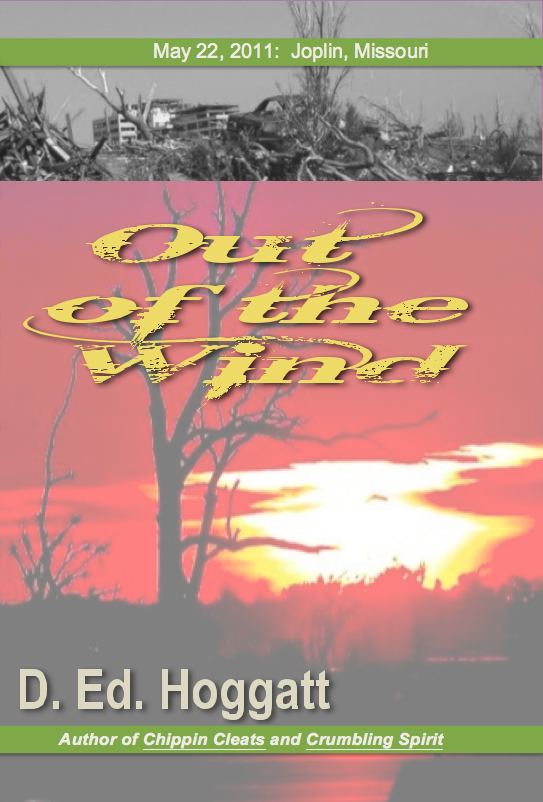 May 22, 2011:  Joplin, Missouri
Out
of the
Wind
D. Ed. Hoggatt
Author of Chippin Cleats and Crumbling Spirit